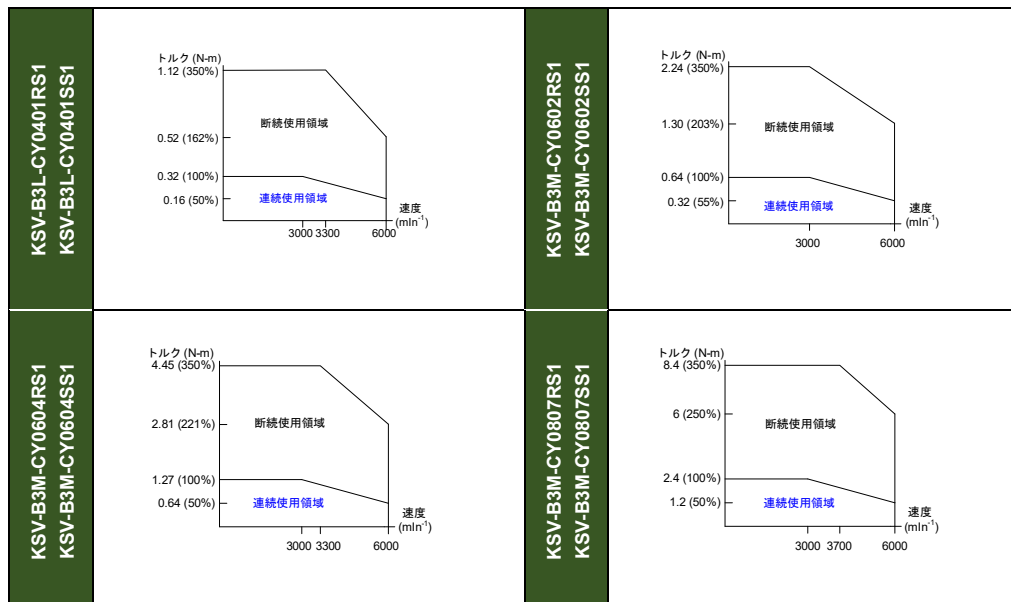 KSV-B3L-CY0401RS1
KSV-B3L-CY0401SS1
トルク (N-m)
1.12 (350%)
断続使用領域
0.52 (162%)
0.32 (100%)
0.16 (50%)
連続使用領域
速度
(mIn-1)
3000 3300 6000
KSV-B3M-CY0602RS1
KSV-B3M-CY0602SS1
トルク (N-m)
2.24 (350%)
1.30 (203%)
断続使用領域
0.64 (100%)
0.32 (55%)
連続使用領域
速度
(mIn-1)
3000 6000
KSV-B3M-CY0604RS1
KSV-B3M-CY0604SS1
トルク (N-m)
4.45 (350%)
2.81 (221%)
断続使用領域
1.27 (100%)
0.64 (50%)
連続使用領域
速度
(mIn-1)
3000 3300 6000
KSV-B3M-CY0807RS1
KSV-B3M-CY0807SS1
トルク (N-m)
8.4 (350%)
6 (250%)
断続使用領域
2.4 (100%)
1.2 (50%)
連続使用領域
速度
(mIn-1)
3000 3700 6000